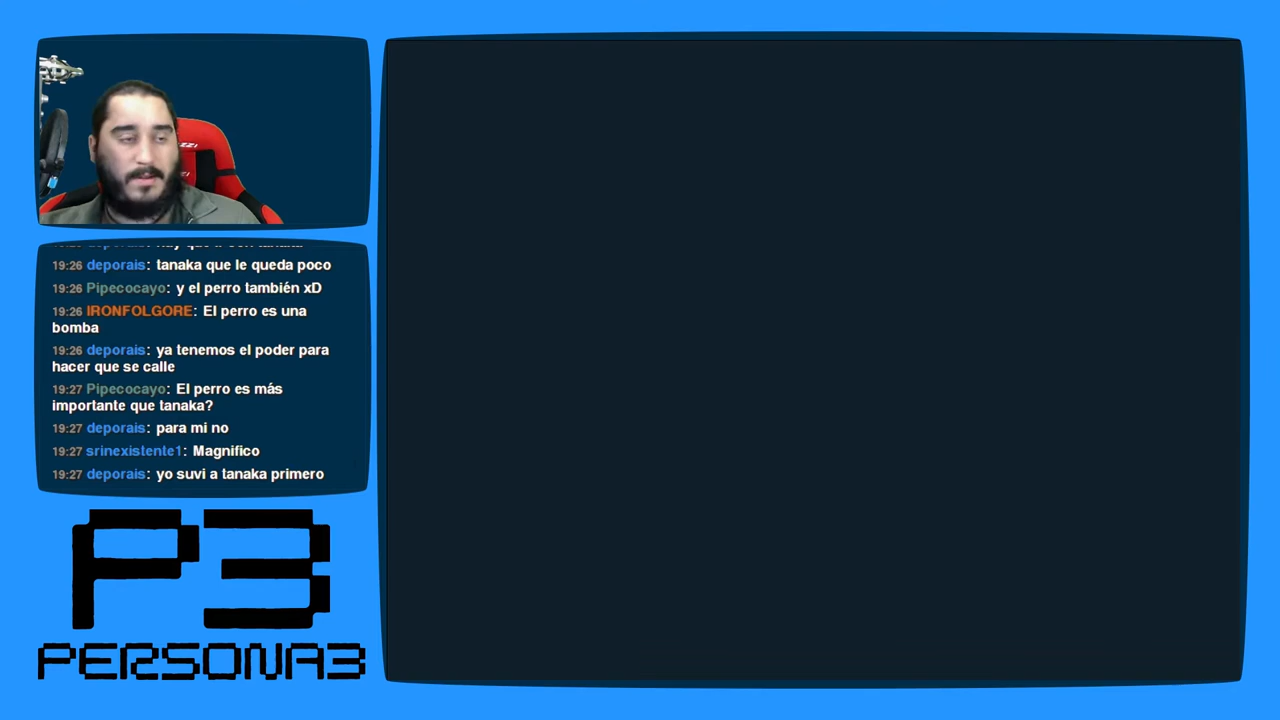 19:26 deporais: tanaka que le queda poco
19:26 Pipecocayo: y el perro también xD
19:26 IRONFOLGORE: El perro es una
bomba
19:26 deporais: ya tenemos el poder para
hacer que se calle
19:27 Pipecocayo: El perro es más
importante que tanaka?
19:27 deporais: para mi no
19:27 srinexistente1: Magnifico
19:27 deporais: yo suvi a tanaka primero
P3
PERSONA3